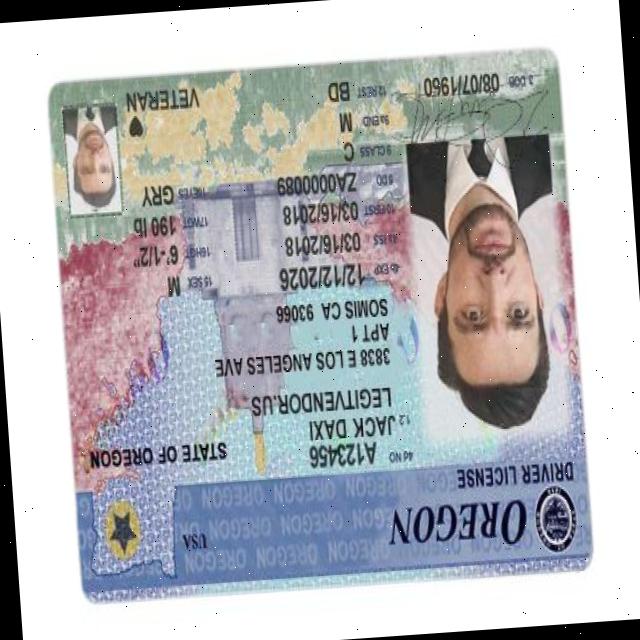 OREGON
USA
DRIVER LICENSE
4d NO A123456
STATE OF OREGON
1,2 JACK DAXI
LEGITVENDOR.US
3838 E LOS ANGELES AVE
APT 1
SOMIS CA 93066
4b EXP 12/12/2026
15 SEX M
4a ISS 03/16/2018
16 HGT 6'-1/2"
10 FIRST 03/16/2018
17 WGT 190 lb
5 DD ZA0000089
18 EYES GRY
9 CLASS C
9a END M
12 REST BD
VETERAN
3 DOB 08/07/1960